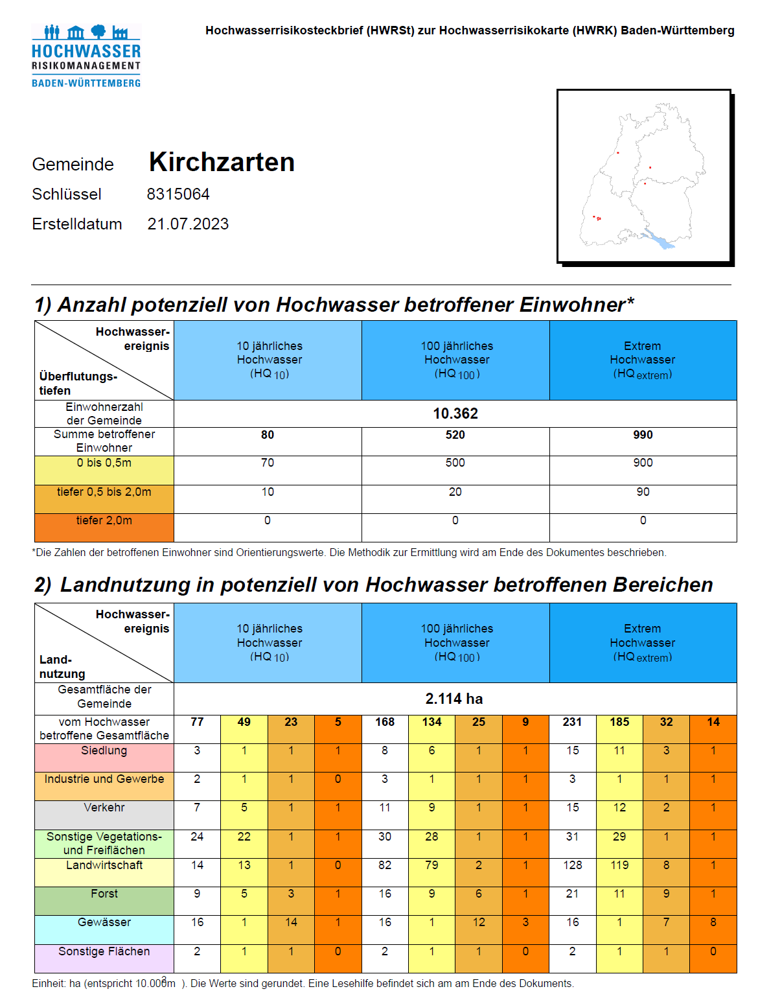 HOCHWASSER
RISIKOMANAGEMENT
BADEN-WÜRTTEMBERG
Hochwasserrisikosteckbrief (HWRSt) zur Hochwasserrisikokarte (HWRK) Baden-Württemberg
Gemeinde Kirchzarten
Schlüssel 8315064
Erstelldatum 21.07.2023
1) Anzahl potenziell von Hochwasser betroffener Einwohner*
Hochwasser-
ereignis
Überflutungs-
tiefen
10 jährliches
Hochwasser
(HQ 10)
100 jährliches
Hochwasser
(HQ 100)
Extrem
Hochwasser
(HQ extrem)
Einwohnerzahl
der Gemeinde
10.362
Summe betroffener
Einwohner
80 520 990
0 bis 0,5m 70 500 900
tiefer 0,5 bis 2,0m 10 20 90
tiefer 2,0m 0 0 0
*Die Zahlen der betroffenen Einwohner sind Orientierungswerte. Die Methodik zur Ermittlung wird am Ende des Dokumentes beschrieben.
2) Landnutzung in potenziell von Hochwasser betroffenen Bereichen
Hochwasser-
ereignis
Land-
nutzung
10 jährliches
Hochwasser
(HQ 10)
100 jährliches
Hochwasser
(HQ 100)
Extrem
Hochwasser
(HQ extrem)
Gesamtfläche der
Gemeinde
2.114 ha
vom Hochwasser
betroffene Gesamtfläche
77 49 23 5 168 134 25 9 231 185 32 14
Siedlung 3 1 1 1 8 6 1 1 15 11 3 1
Industrie und Gewerbe 2 1 1 0 3 1 1 1 3 1 1 1
Verkehr 7 5 1 1 11 9 1 1 15 12 2 1
Sonstige Vegetations-
und Freiflächen
24 22 1 1 30 28 1 1 31 29 1 1
Landwirtschaft 14 13 1 0 82 79 2 1 128 119 8 1
Forst 9 5 3 1 16 9 6 1 21 11 9 1
Gewässer 16 1 14 1 16 1 12 3 16 1 7 8
Sonstige Flächen 2 1 1 0 2 1 1 0 2 1 1 0
Einheit: ha (entspricht 10.000m²). Die Werte sind gerundet. Eine Lesehilfe befindet sich am am Ende des Dokuments.